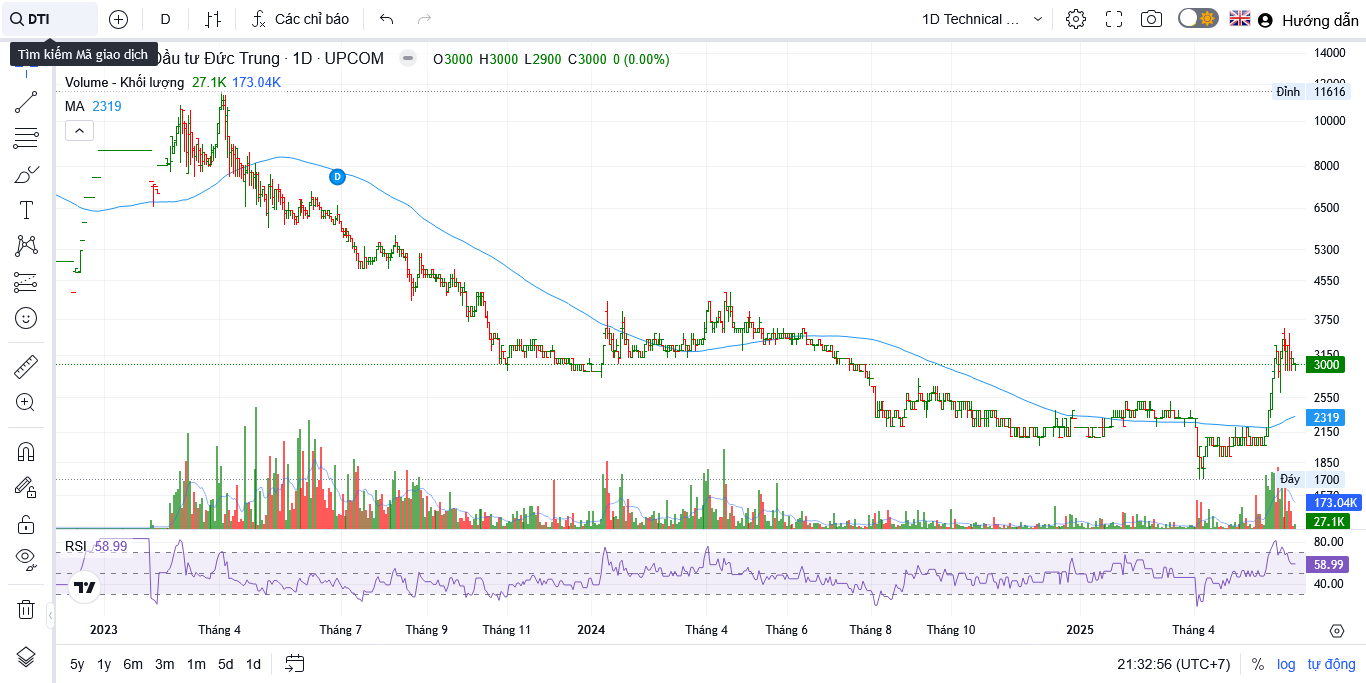 DTI
D
Các chỉ báo
1D Technical ...
Hướng dẫn
Tìm kiếm Mã giao dịch
Đầu tư Đức Trung · 1D · UPCOM
O3000 H3000 L2900 C3000 0 (0.00%)
Volume - Khối lượng 27.1K 173.04K
MA 2319
D
14000
12000
Đỉnh 11616
10000
8000
6500
5300
4550
3750
3150
3000
2550
2319
2150
1850
Đáy 1700
173.04K
27.1K
RSI 58.99
80.00
58.99
40.00
2023 Tháng 4 Tháng 7 Tháng 9 Tháng 11 2024 Tháng 4 Tháng 6 Tháng 8 Tháng 10 2025 Tháng 4
5y 1y 6m 3m 1m 5d 1d
21:32:56 (UTC+7) % log tự động